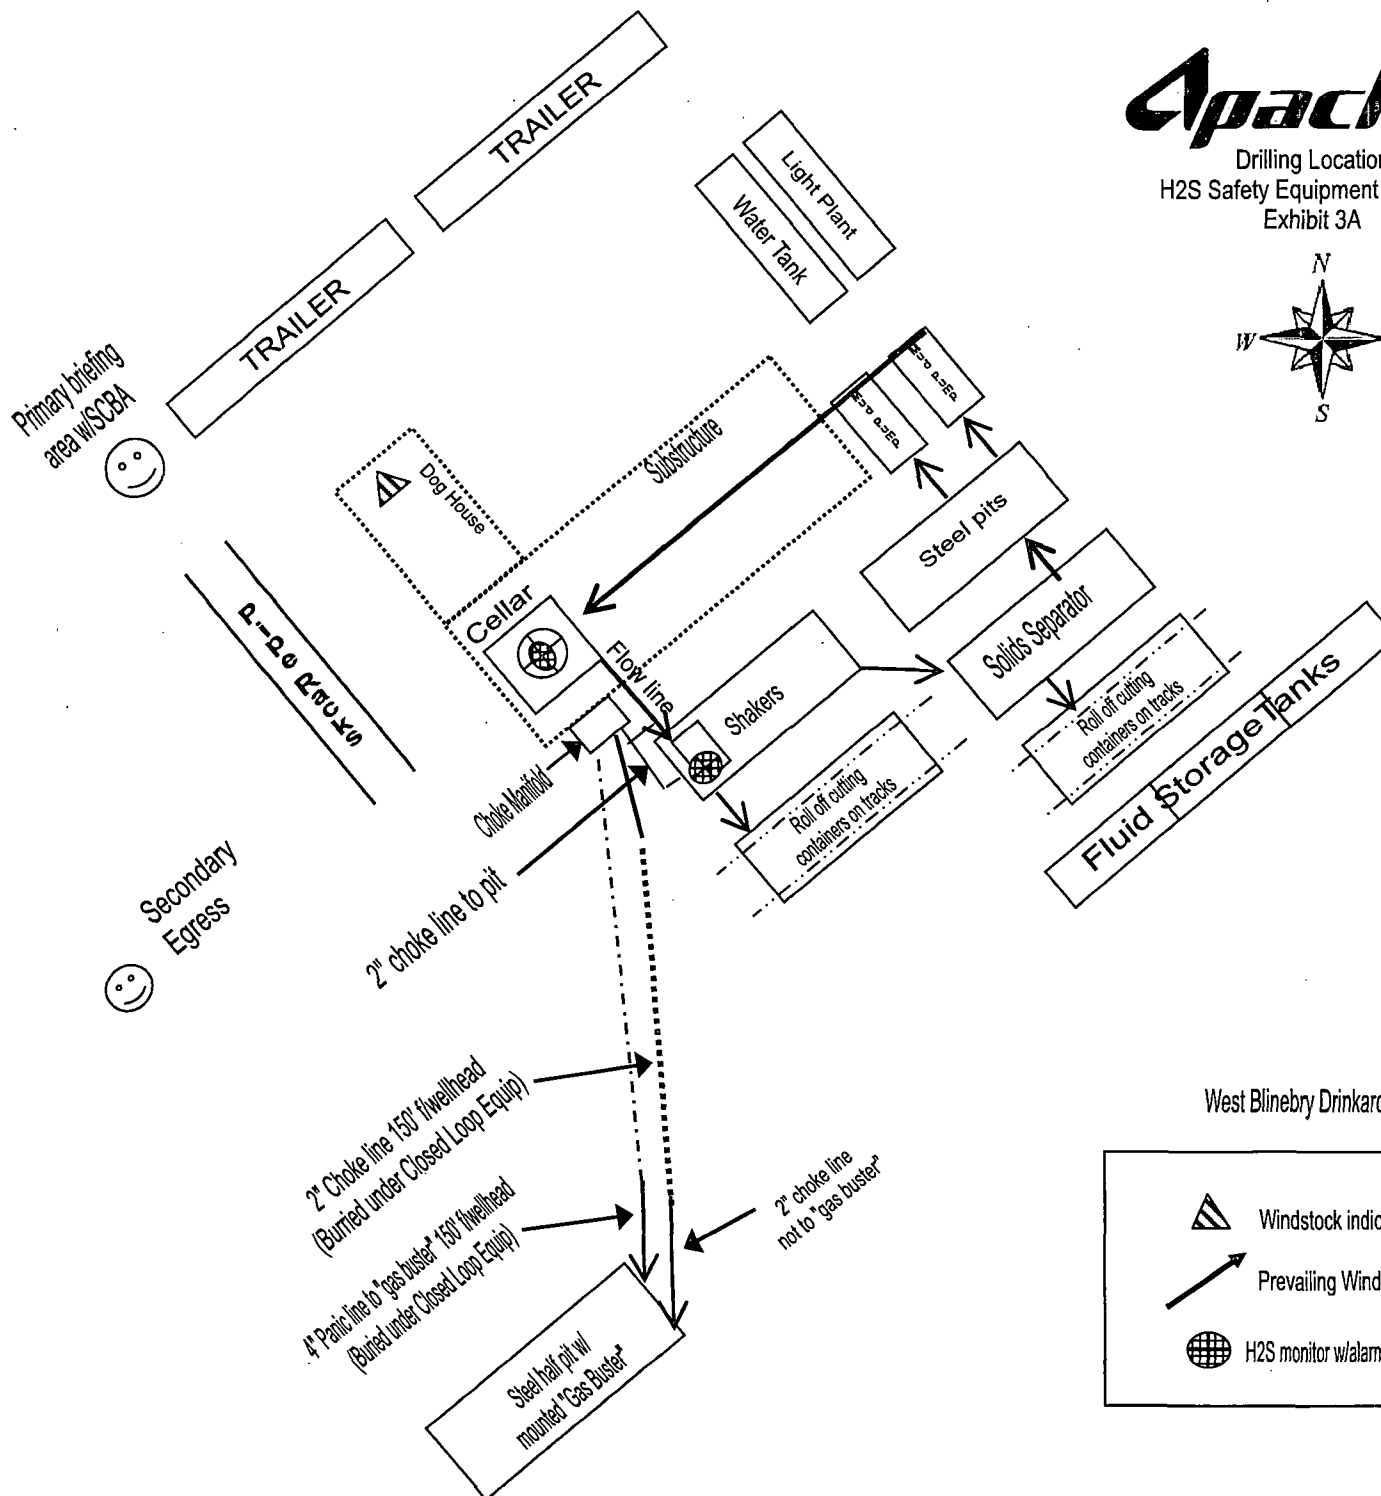 Apach
Drilling Location
H2S Safety Equipment
Exhibit 3A
N
W
S
TRAILER
TRAILER
Light Plant
Water Tank
Primary briefing
area w/SCBA
Dog House
Substructure
Mud Pump
Mud Pump
Steel pits
Solids Separator
Cellar
Flow line
Shakers
Pipe Racks
Choke Manifold
2" choke line to pit
Roll off cutting
containers on tracks
Roll off cutting
containers on tracks
Fluid Storage Tanks
Secondary
Egress
2" Choke line 150' f/wellhead
(Burried under Closed Loop Equip)
4" Panic line to "gas buster" 150' f/wellhead
(Buried under Closed Loop Equip)
2" choke line
not to "gas buster"
Steel half pit w/
mounted "Gas Buster"
West Blinebry Drinkard
Windstock indic
Prevailing Wind
H2S monitor w/alarm